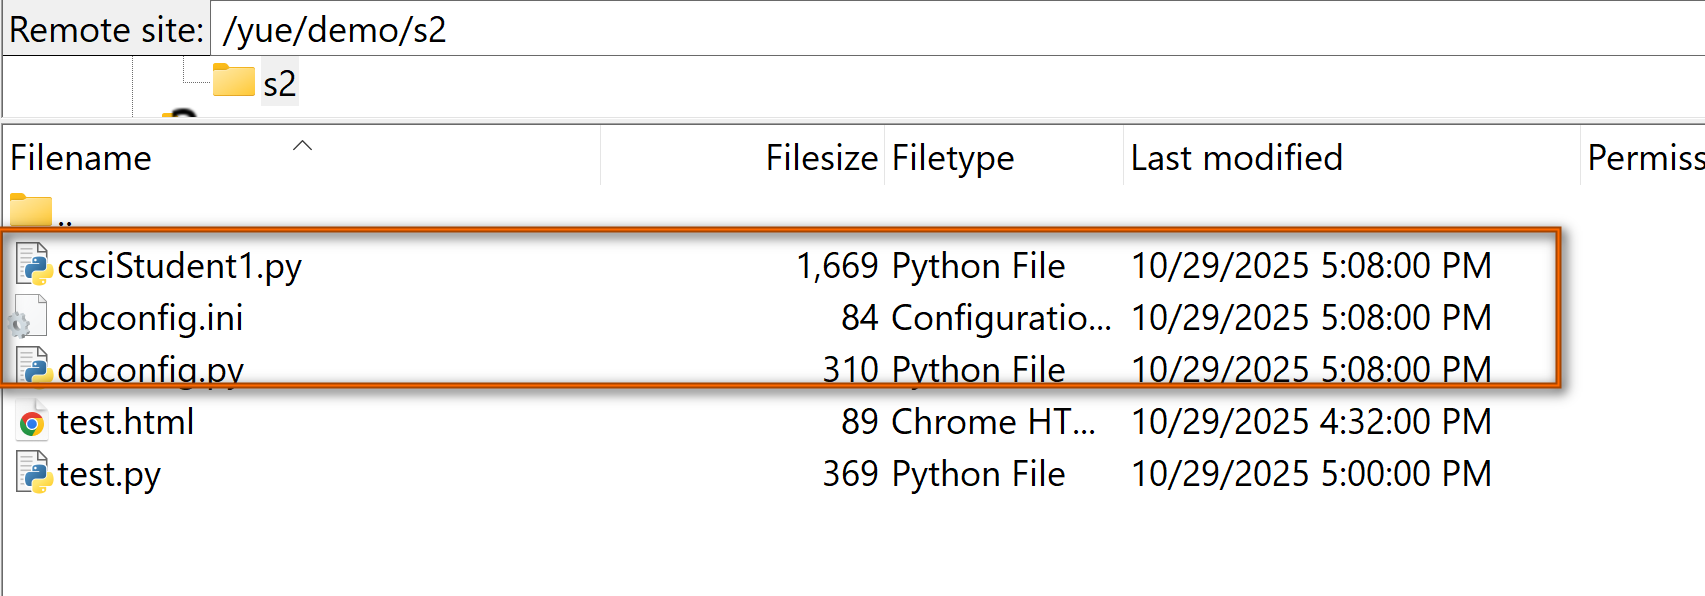 Remote site: /yue/demo/s2
s2
Filename Filesize Filetype Last modified Permiss
..
csciStudent1.py 1,669 Python File 10/29/2025 5:08:00 PM
dbconfig.ini 84 Configuratio... 10/29/2025 5:08:00 PM
dbconfig.py 310 Python File 10/29/2025 5:08:00 PM
test.html 89 Chrome HT... 10/29/2025 4:32:00 PM
test.py 369 Python File 10/29/2025 5:00:00 PM